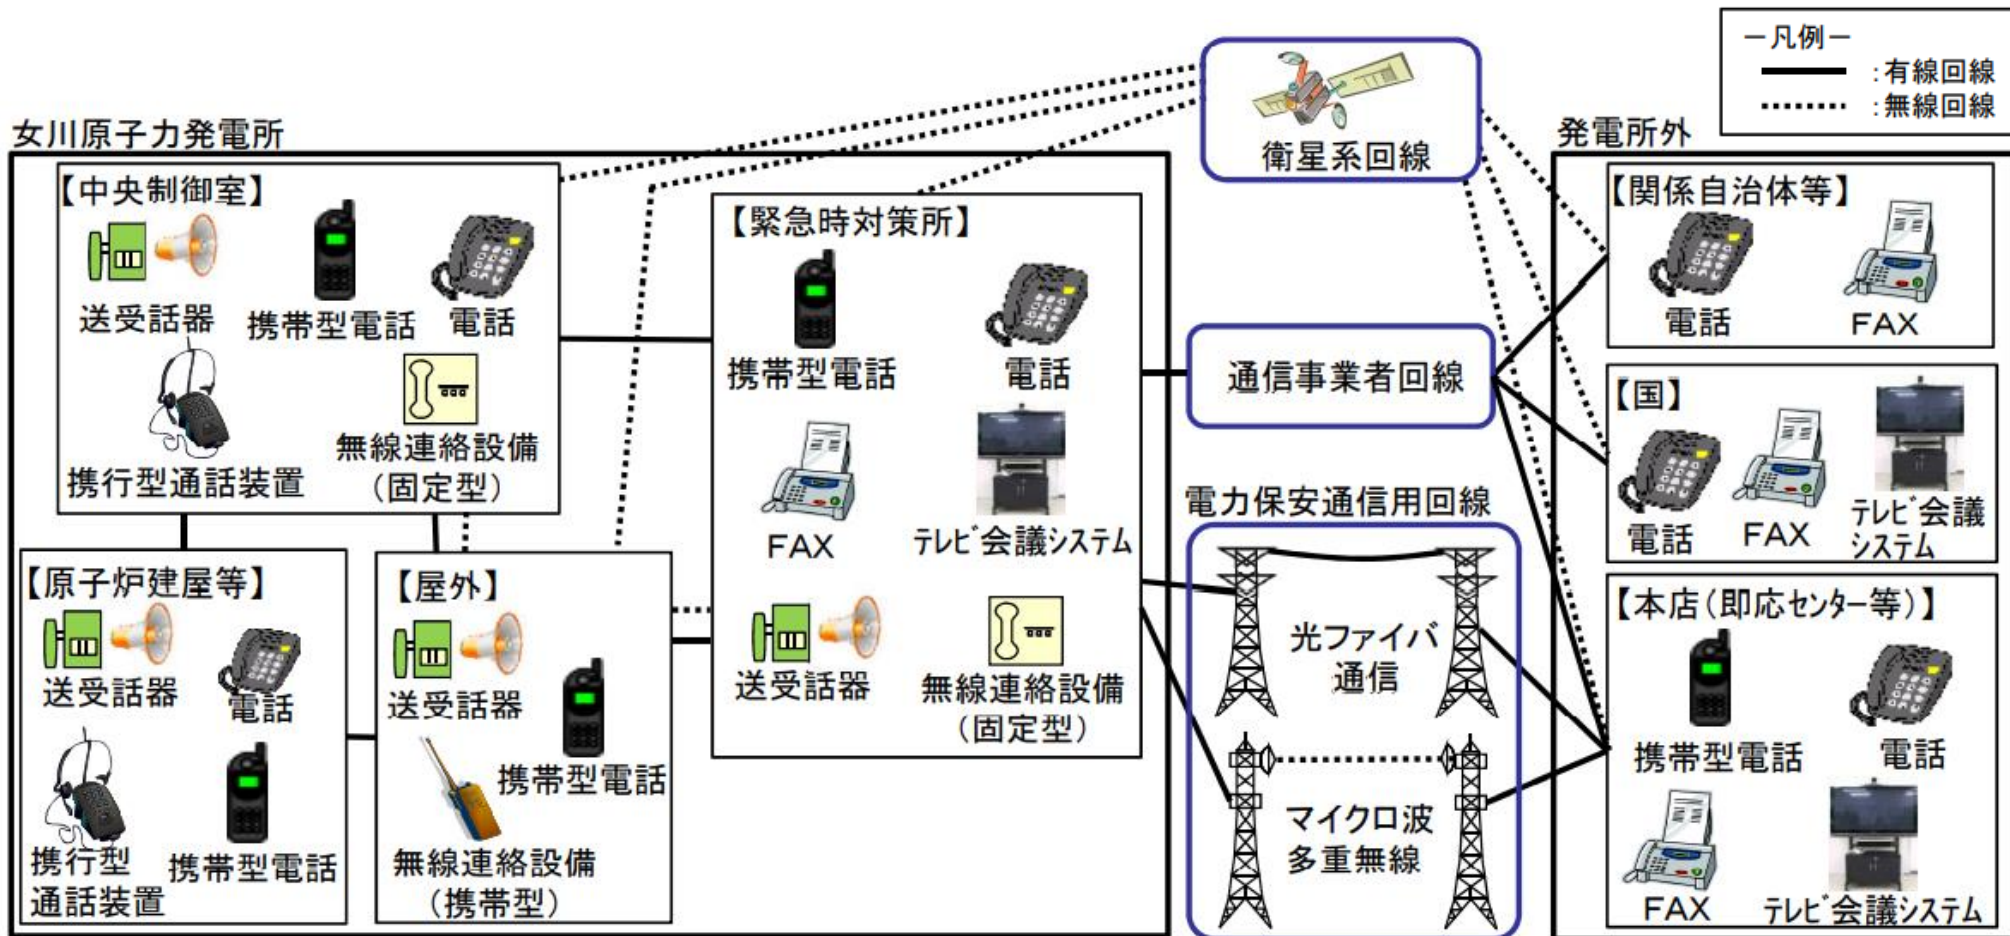 －凡例－
：有線回線
：無線回線
女川原子力発電所
【中央制御室】
送受話器
携帯型電話
電話
携行型通話装置
無線連絡設備
（固定型）
【原子炉建屋等】
送受話器
電話
携行型
通話装置
携帯型電話
【屋外】
送受話器
携帯型電話
無線連絡設備
（携帯型）
【緊急時対策所】
携帯型電話
電話
FAX
テレビ会議システム
送受話器
無線連絡設備
（固定型）
衛星系回線
通信事業者回線
電力保安通信用回線
光ファイバ
通信
マイクロ波
多重無線
発電所外
【関係自治体等】
電話
FAX
【国】
電話
FAX
テレビ会議
システム
【本店（即応センター等）】
携帯型電話
電話
FAX
テレビ会議システム